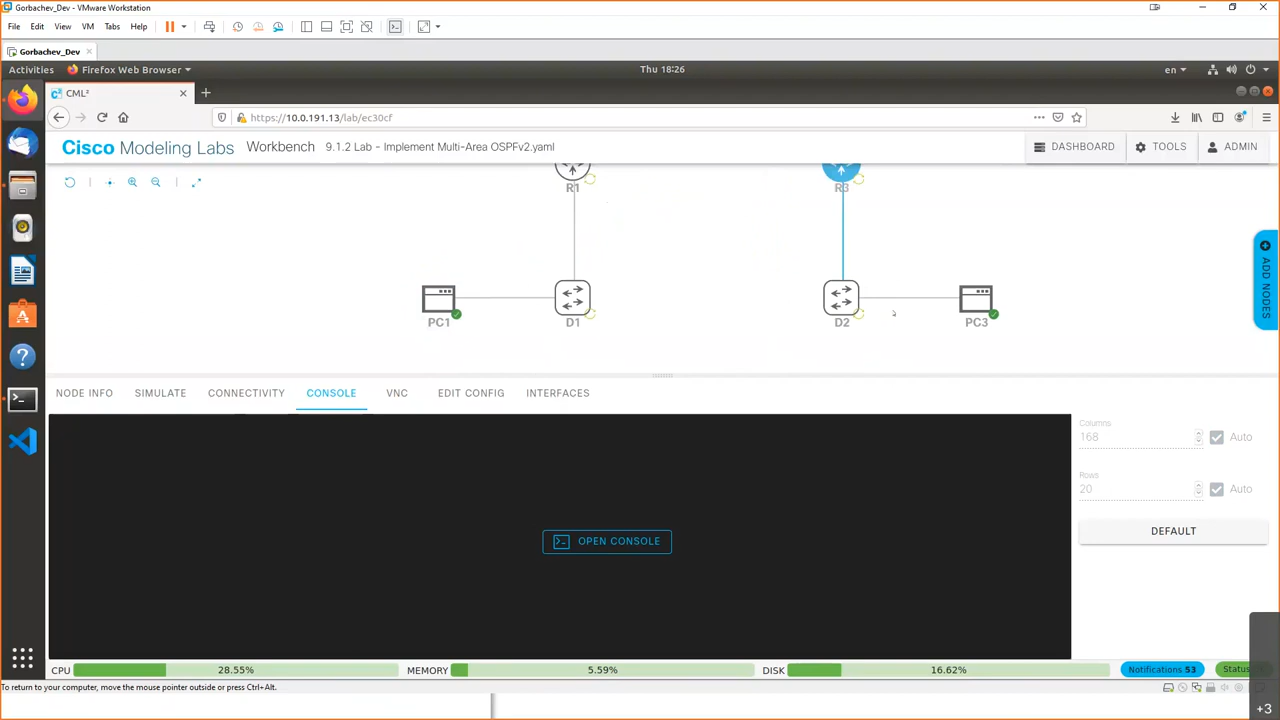 Gorbachev_Dev - VMware Workstation
File Edit View VM Tabs Help
Gorbachev_Dev
Activities Firefox Web Browser Thu 18:26 en
CML²
https://10.0.191.13/lab/ec30cf
Cisco Modeling Labs Workbench 9.1.2 Lab - Implement Multi-Area OSPFv2.yaml DASHBOARD TOOLS ADMIN
R1 R3
ADD NODES
PC1 D1 D2 PC3
NODE INFO SIMULATE CONNECTIVITY CONSOLE VNC EDIT CONFIG INTERFACES
Columns
168 Auto
Rows
20 Auto
DEFAULT
OPEN CONSOLE
CPU 28.55% MEMORY 5.59% DISK 16.62% Notifications 53 Status
To return to your computer, move the mouse pointer outside or press Ctrl+Alt.
+3